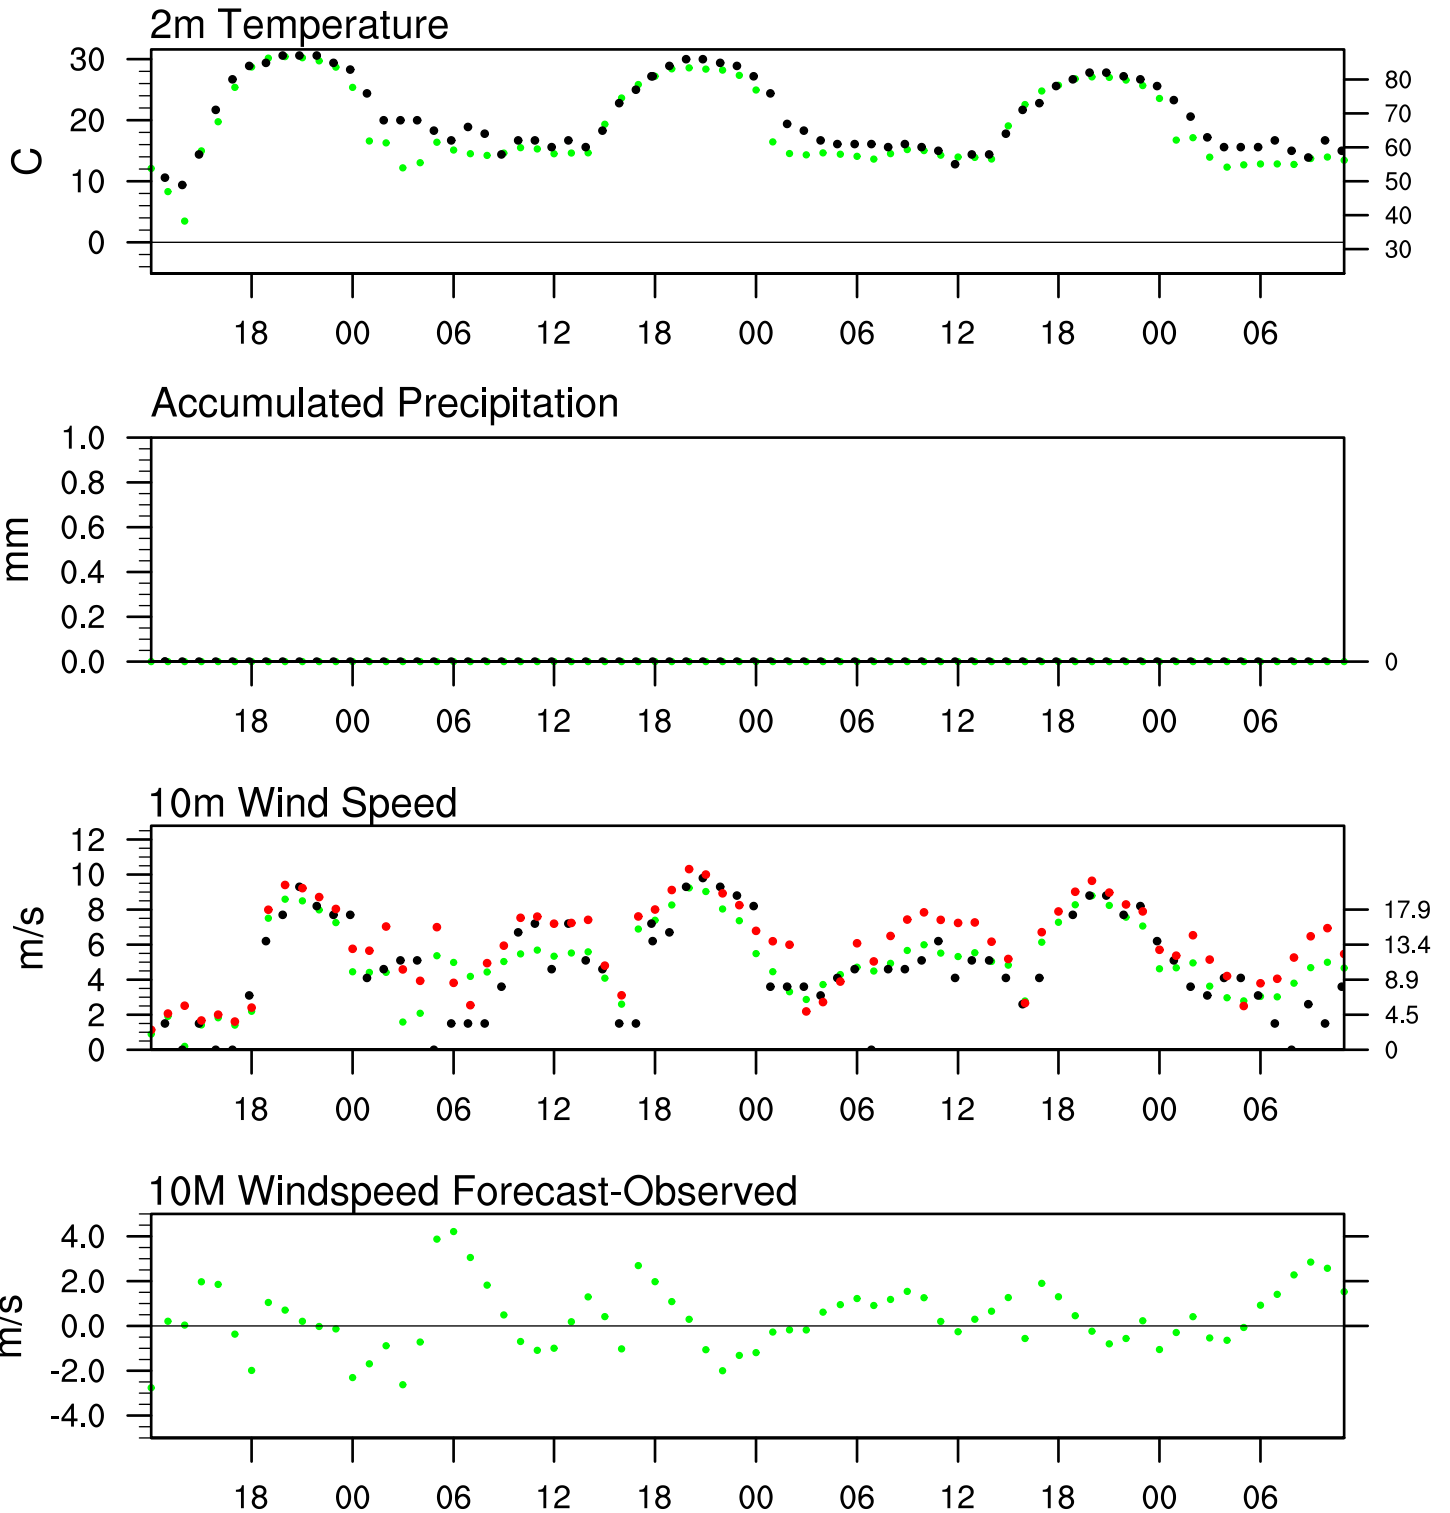 2m Temperature
C
30
20
10
0
80
70
60
50
40
30
18 00 06 12 18 00 06 12 18 00 06
Accumulated Precipitation
mm
1.0
0.8
0.6
0.4
0.2
0.0
0
18 00 06 12 18 00 06 12 18 00 06
10m Wind Speed
m/s
12
10
8
6
4
2
0
17.9
13.4
8.9
4.5
0
18 00 06 12 18 00 06 12 18 00 06
10M Windspeed Forecast-Observed
m/s
4.0
2.0
0.0
-2.0
-4.0
18 00 06 12 18 00 06 12 18 00 06